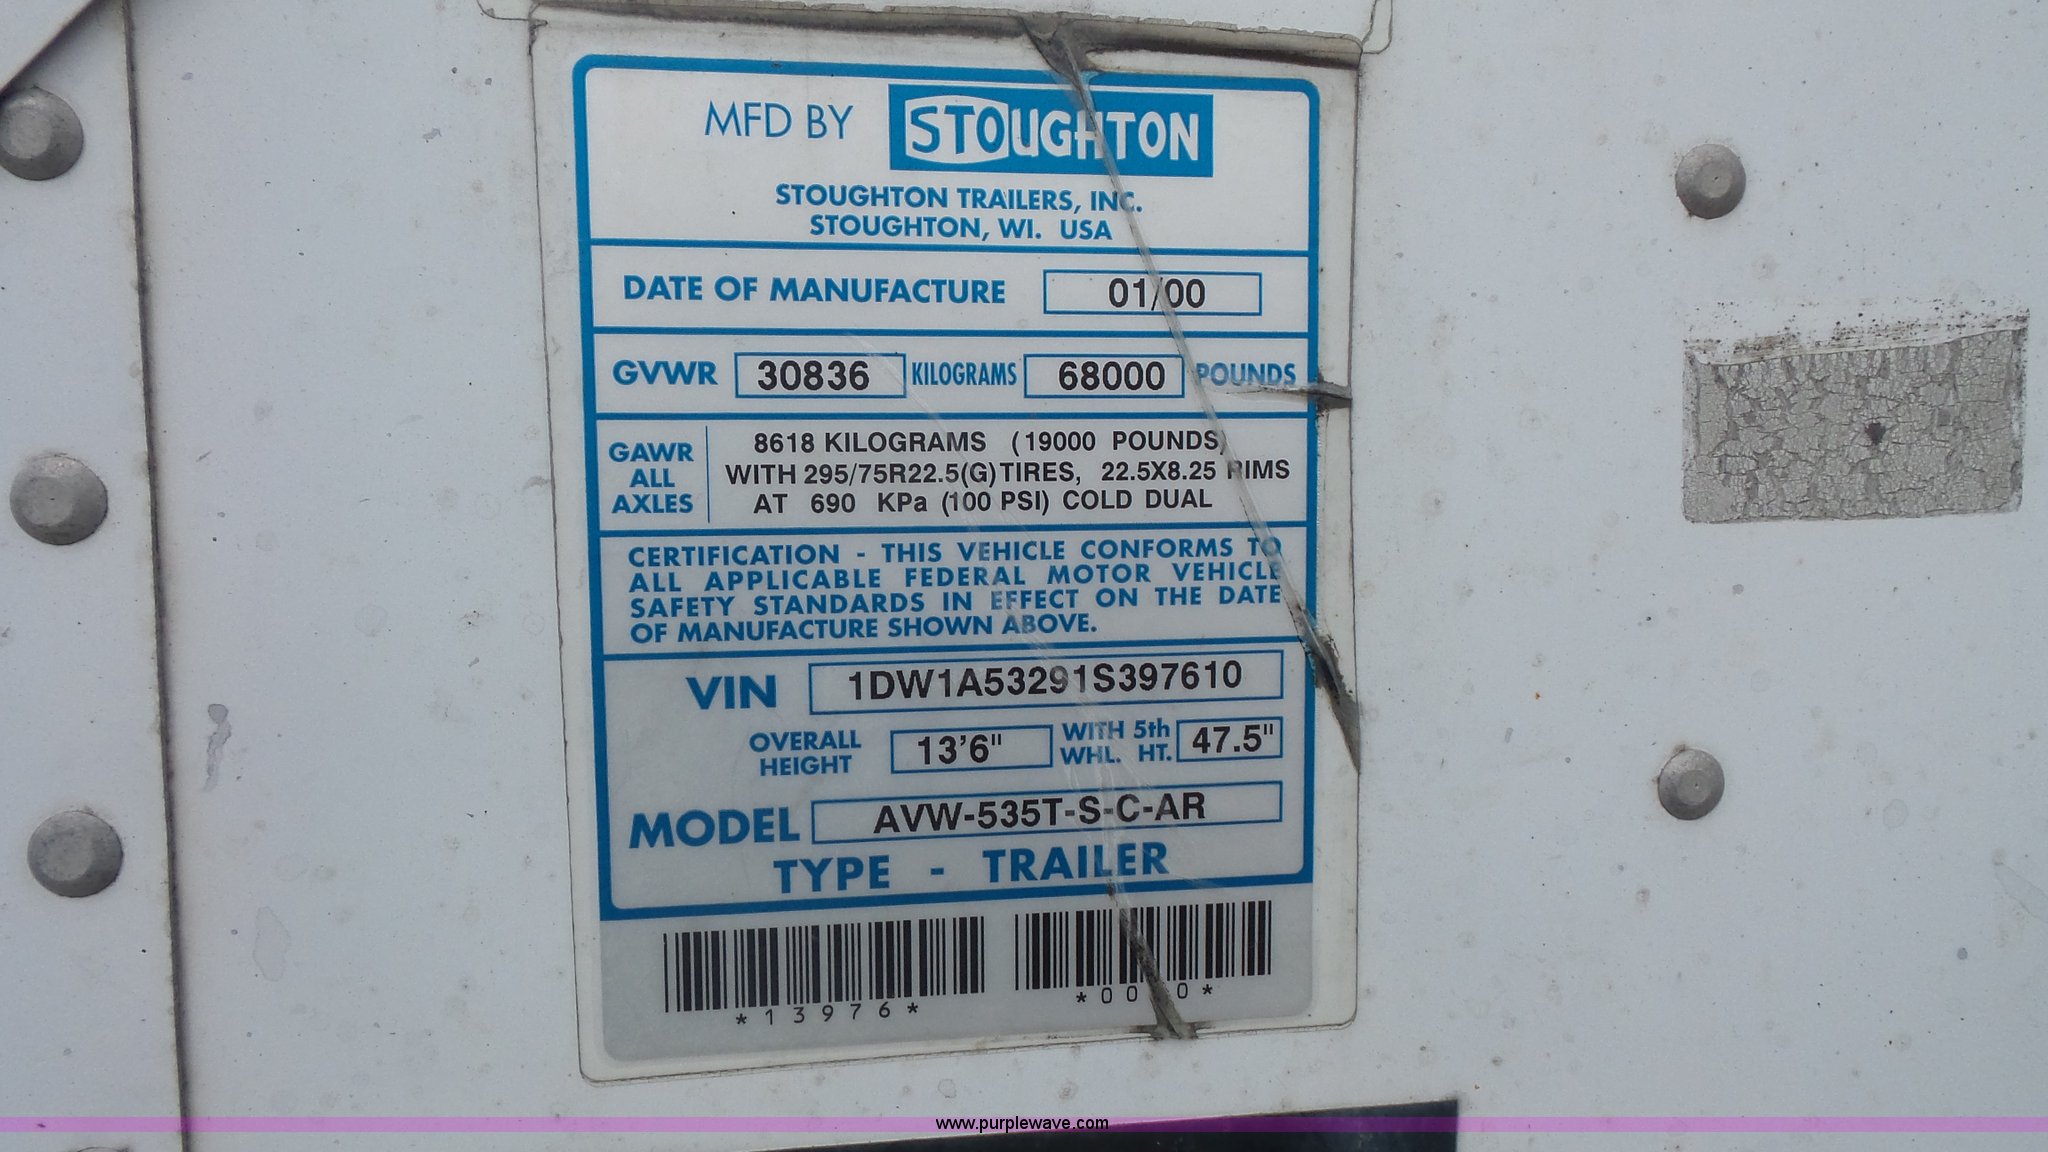 MFD BY STOUGHTON
STOUGHTON TRAILERS, INC.
STOUGHTON, WI. USA
DATE OF MANUFACTURE 01/00
GVWR 30836 KILOGRAMS 68000 POUNDS
GAWR ALL AXLES
8618 KILOGRAMS (19000 POUNDS)
WITH 295/75R22.5(G) TIRES, 22.5X8.25 RIMS
AT 690 KPa (100 PSI) COLD DUAL
CERTIFICATION - THIS VEHICLE CONFORMS TO
ALL APPLICABLE FEDERAL MOTOR VEHICLE
SAFETY STANDARDS IN EFFECT ON THE DATE
OF MANUFACTURE SHOWN ABOVE.
VIN 1DW1A53291S397610
OVERALL HEIGHT 13'6" WITH 5th WHL. HT. 47.5"
MODEL AVW-535T-S-C-AR
TYPE - TRAILER
*13976*
www.purplewave.com